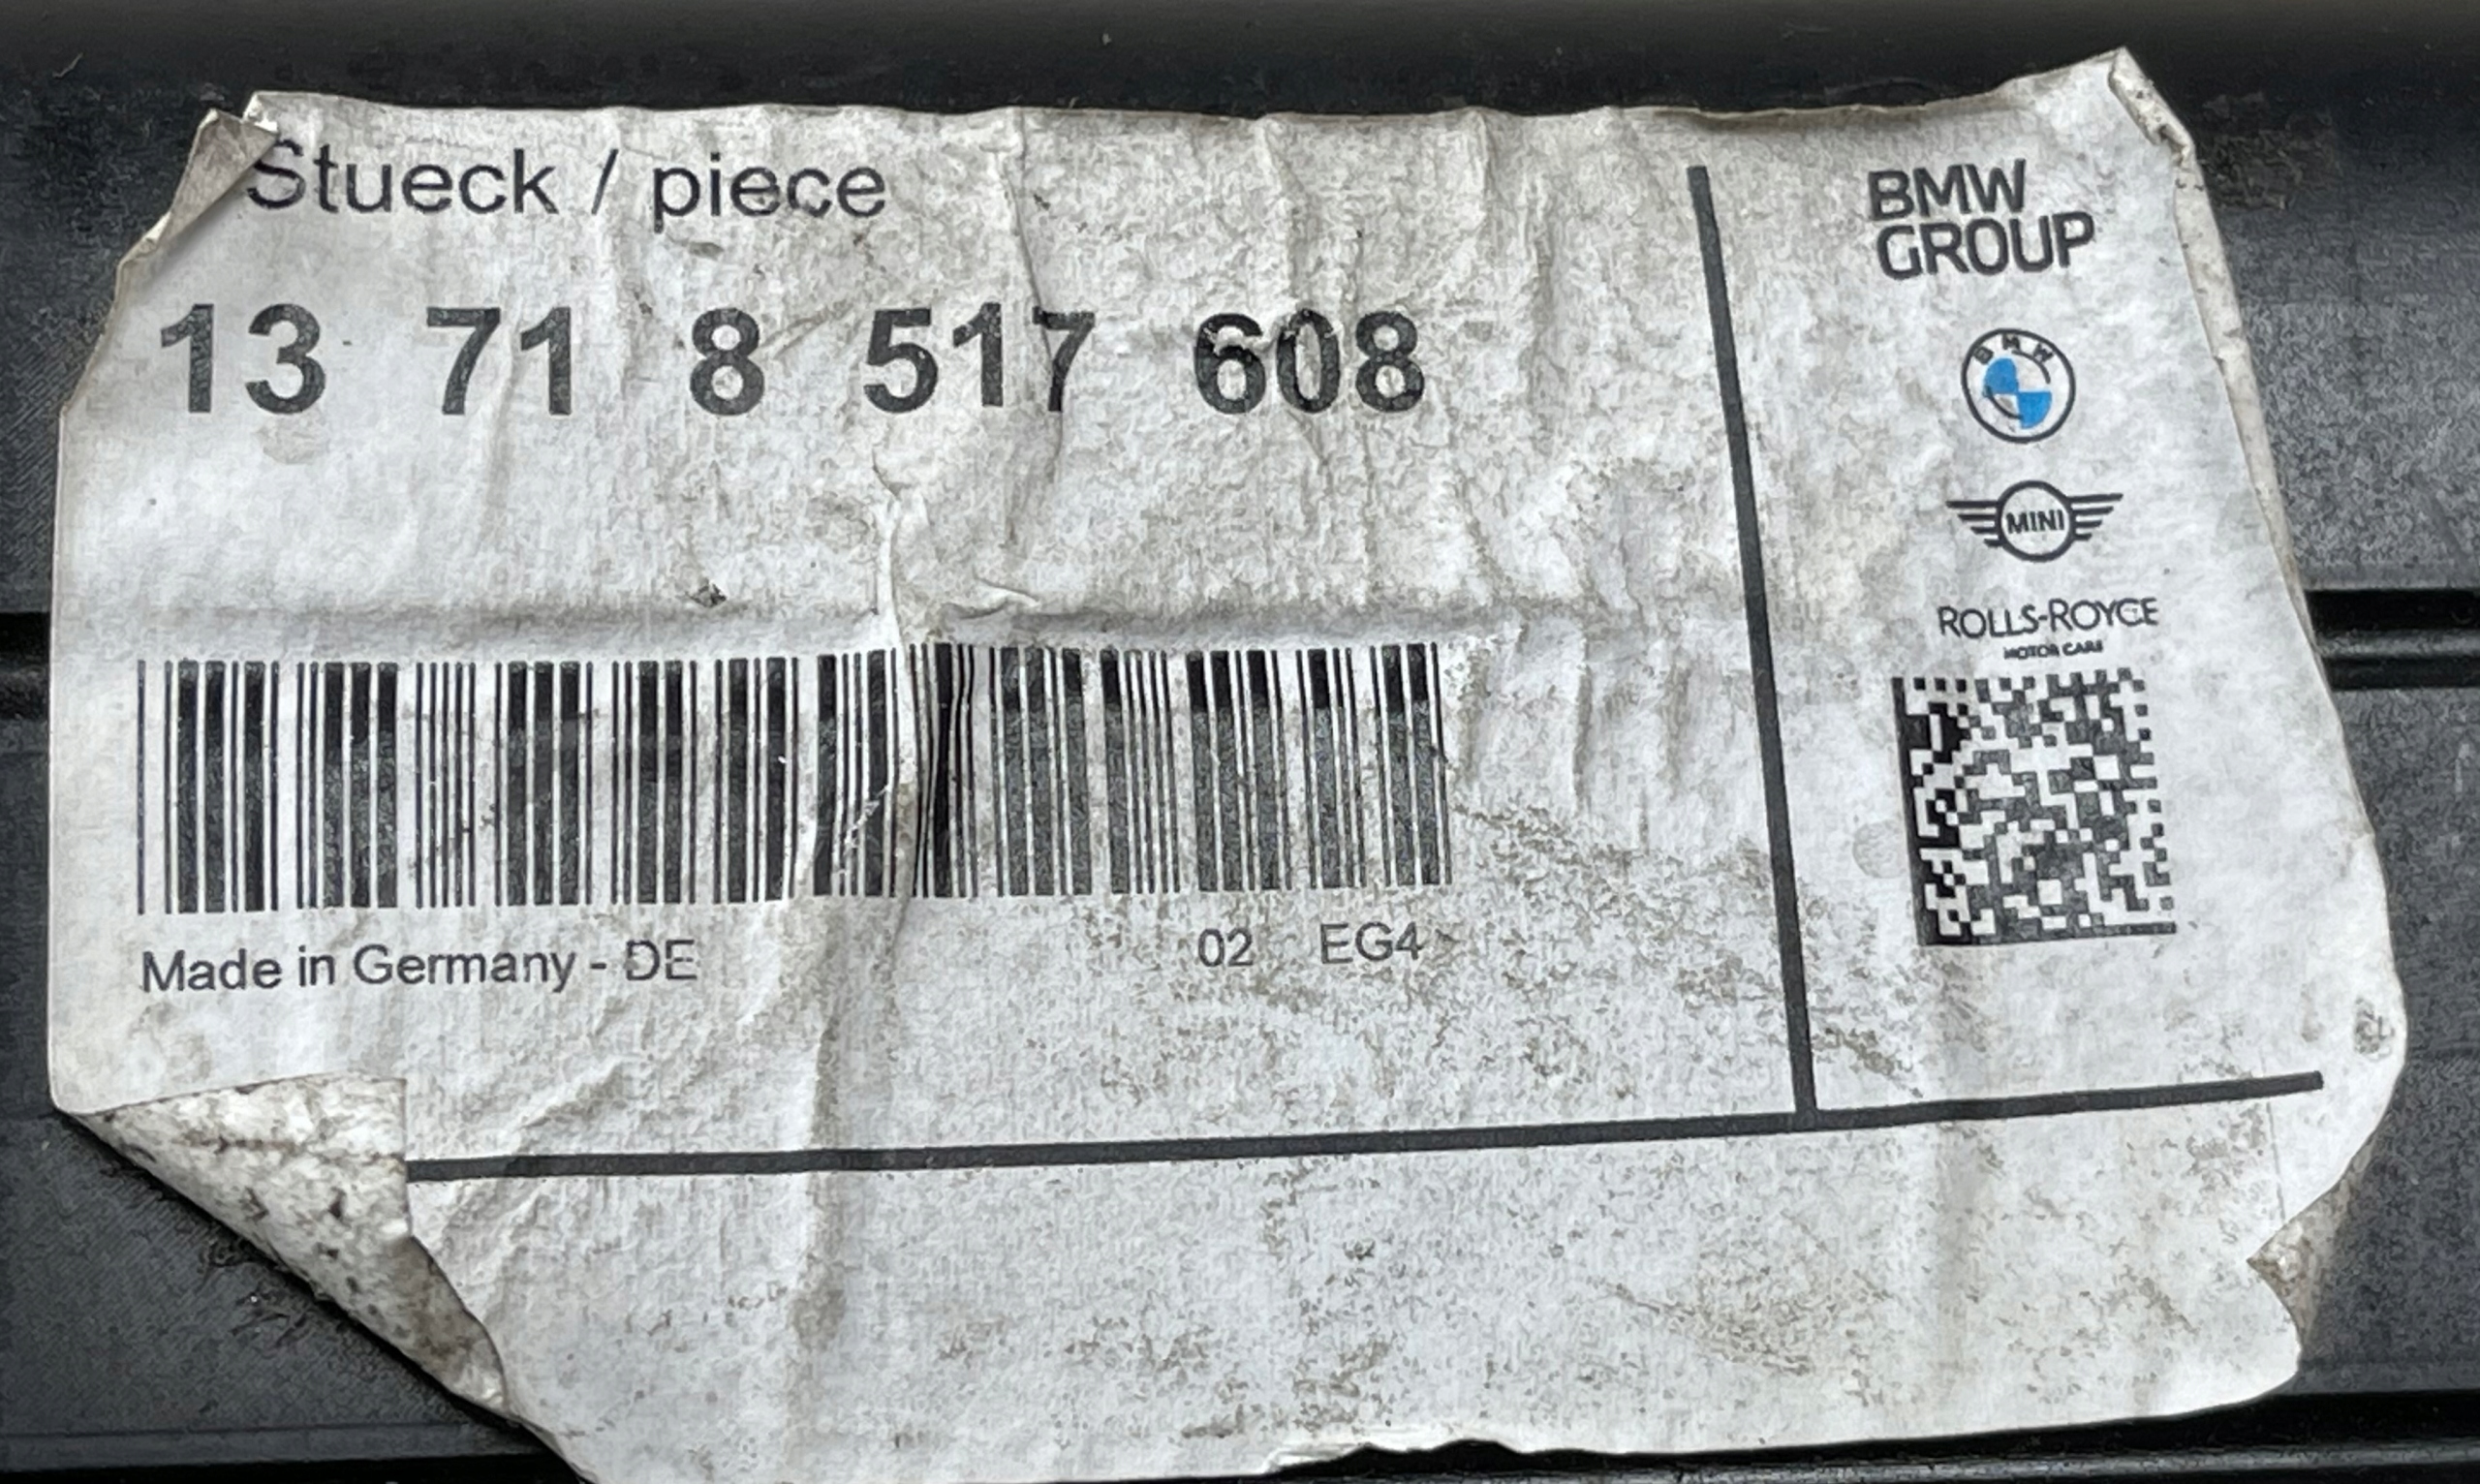 Stueck / piece
13 71 8 517 608
Made in Germany - DE
02 EG4
BMW
GROUP
BMW
MINI
ROLLS-ROYCE
MOTOR CARS